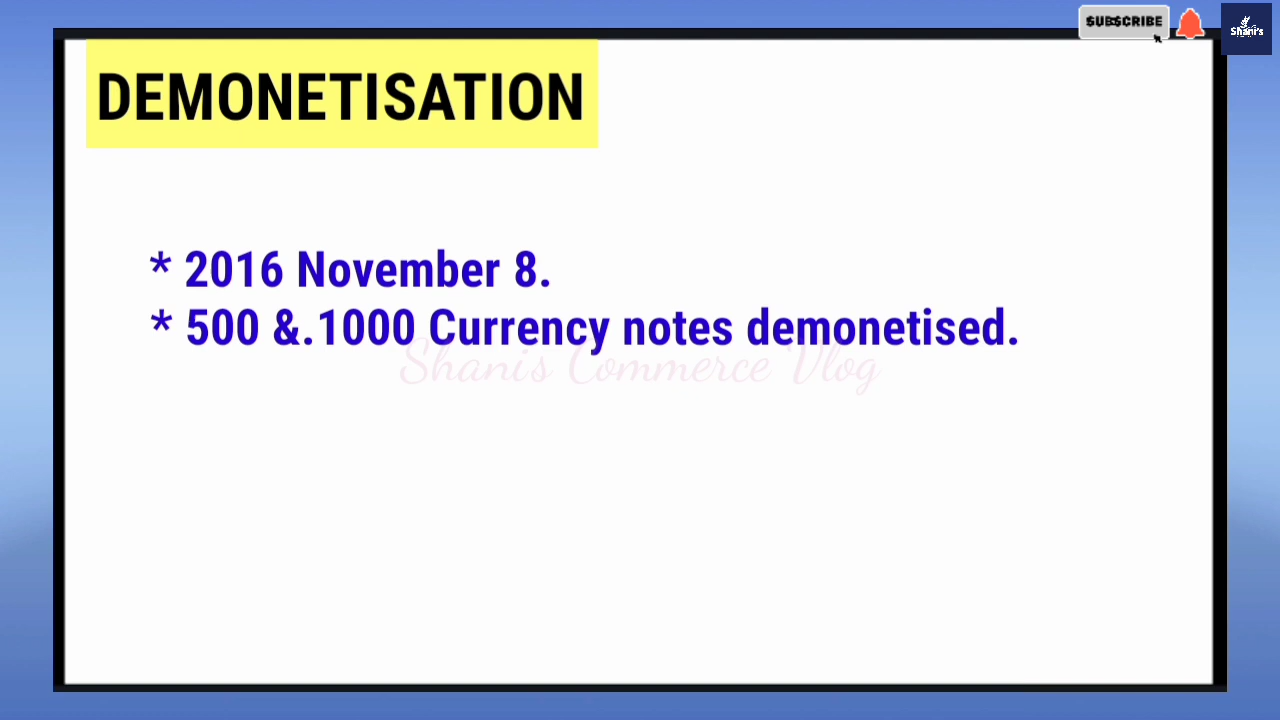 SUBSCRIBE
Shani's
DEMONETISATION
* 2016 November 8.
* 500 &.1000 Currency notes demonetised.
Shani's Commerce Vlog